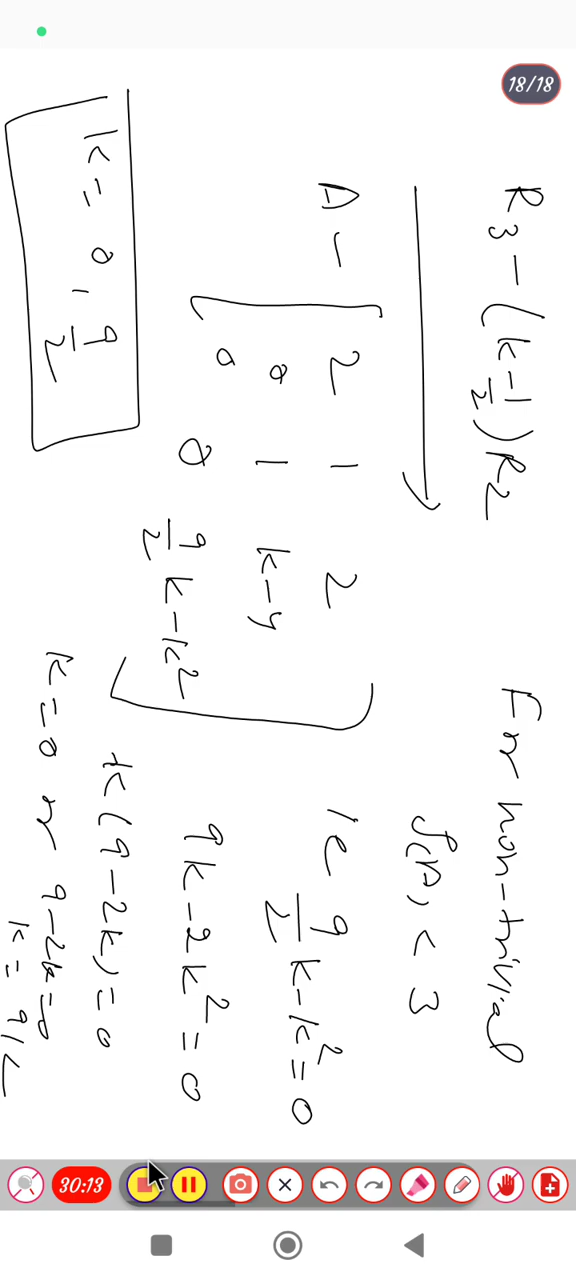 18/18
R3 - (k - 1/2) R2
A ~ [ 2 1 2
0 1 k-4
0 0 9/2 k - k² ]
For non-trivial
ρ(A) < 3
ie 9/2 k - k² = 0
9k - 2k² = 0
k(9-2k) = 0
k = 0 or 9-2k=0
k = 9/2
k = 0, 9/2
30:13